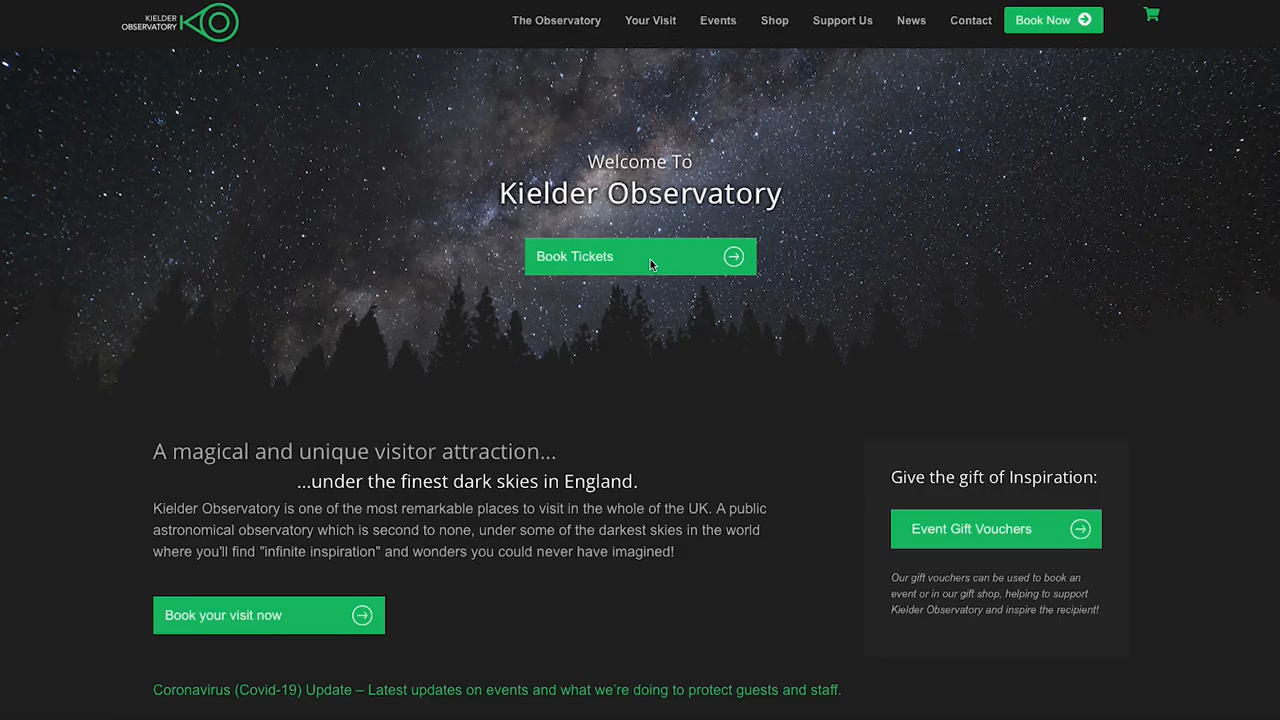 KIELDER
OBSERVATORY
The Observatory Your Visit Events Shop Support Us News Contact Book Now
Welcome To
Kielder Observatory
Book Tickets
A magical and unique visitor attraction...
...under the finest dark skies in England.
Kielder Observatory is one of the most remarkable places to visit in the whole of the UK. A public
astronomical observatory which is second to none, under some of the darkest skies in the world
where you'll find "infinite inspiration" and wonders you could never have imagined!
Book your visit now
Give the gift of Inspiration:
Event Gift Vouchers
Our gift vouchers can be used to book an
event or in our gift shop, helping to support
Kielder Observatory and inspire the recipient!
Coronavirus (Covid-19) Update – Latest updates on events and what we're doing to protect guests and staff.